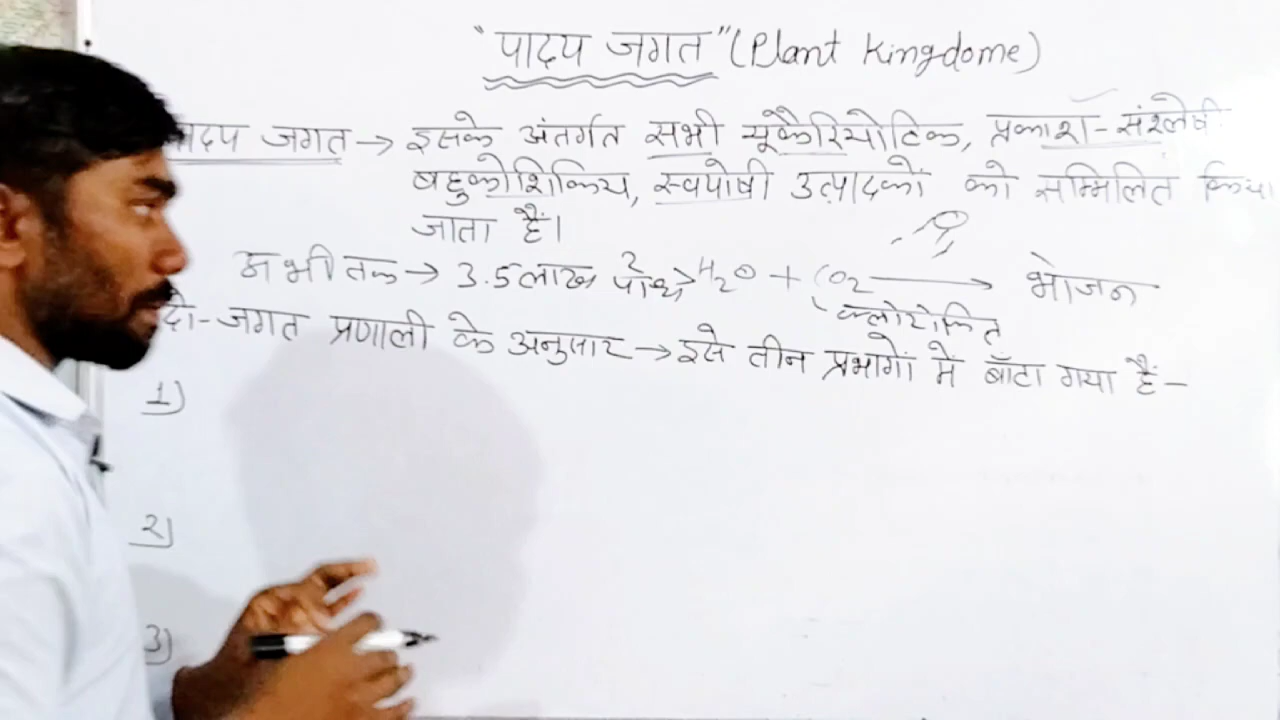 "पादप जगत" (Plant Kingdome)
पादप जगत → इसके अंतर्गत सभी यूकैरियोटिक, प्रकाश-संश्लेषी
बहुकोशिकिय, स्वपोषी उत्पादकों को सम्मिलित किया
जाता हैं।
अभी तक → 3.5 लाख पौधे H2O + CO2 ⟶ भोजन
क्लोरोफिल
दो-जगत प्रणाली के अनुसार → इसे तीन प्रभागों में बाँटा गया हैं-
1)
2)
3)